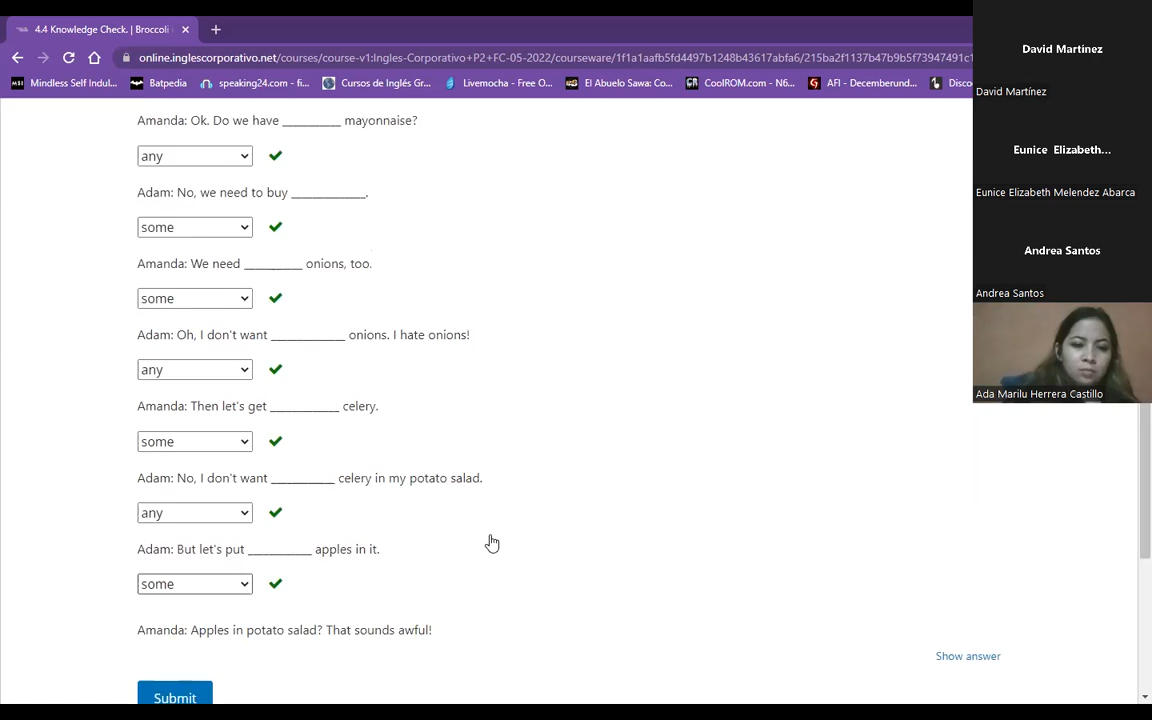 4.4 Knowledge Check. | Broccoli
online.inglescorporativo.net/courses/course-v1:Ingles-Corporativo+P2+FC-05-2022/courseware/1f1a1aafb5fd4497b1248b43617abfa6/215ba2f1137b47b9b5f73947491c1
Mindless Self Indul...
Batpedia
speaking24.com - fi...
Cursos de Inglés Gr...
Livemocha - Free O...
El Abuelo Sawa: Co...
CoolROM.com - N6...
AFI - Decemberund...
Disco
Amanda: Ok. Do we have __________ mayonnaise?
any
Adam: No, we need to buy _____________.
some
Amanda: We need __________ onions, too.
some
Adam: Oh, I don't want _____________ onions. I hate onions!
any
Amanda: Then let's get ____________ celery.
some
Adam: No, I don't want ___________ celery in my potato salad.
any
Adam: But let's put ___________ apples in it.
some
Amanda: Apples in potato salad? That sounds awful!
Show answer
Submit
David Martínez
David Martínez
Eunice Elizabeth...
Eunice Elizabeth Melendez Abarca
Andrea Santos
Andrea Santos
Ada Marilu Herrera Castillo